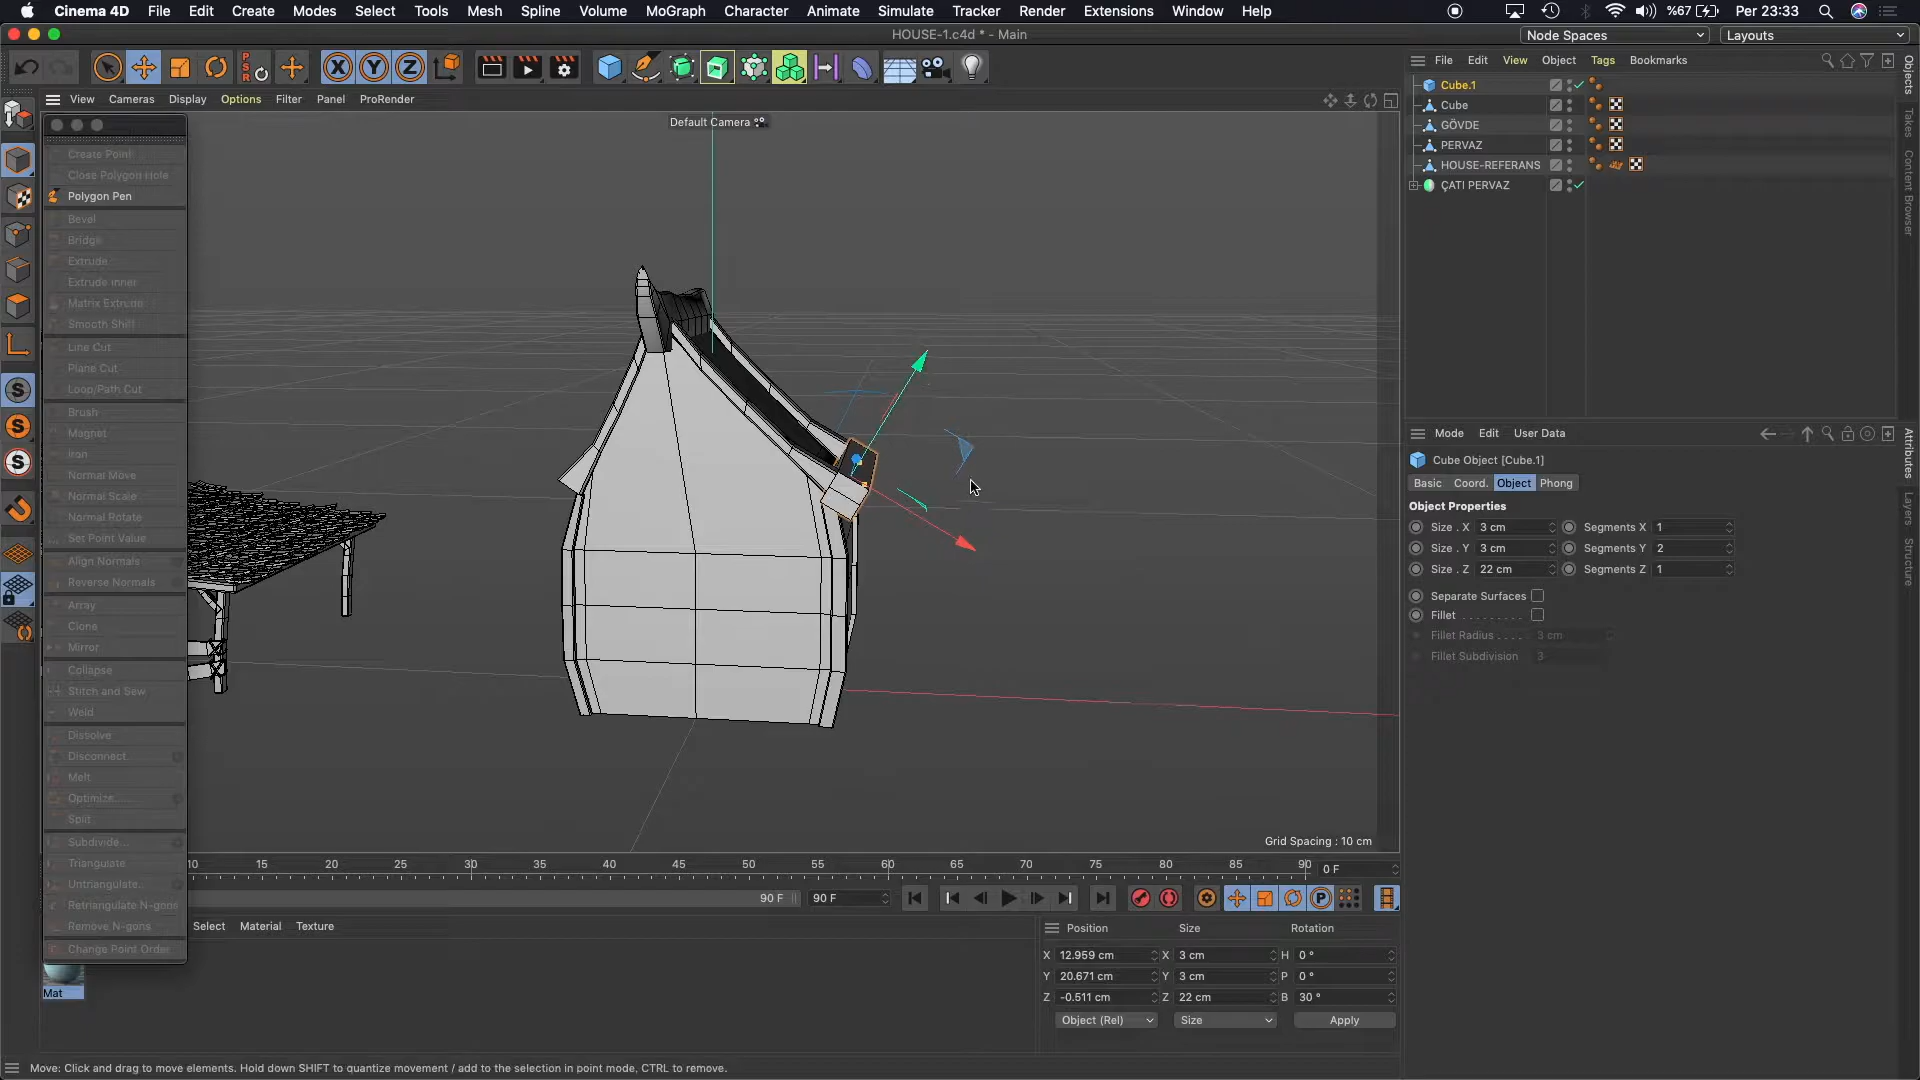 Cinema 4D File Edit Create Modes Select Tools Mesh Spline Volume MoGraph Character Animate Simulate Tracker Render Extensions Window Help %67 Per 23:33
HOUSE-1.c4d * - Main
Node Spaces Layouts
File Edit View Object Tags Bookmarks
View Cameras Display Options Filter Panel ProRender
Default Camera
Create Point
Close Polygon Hole
Polygon Pen
Bevel
Bridge
Extrude
Extrude Inner
Matrix Extrude
Smooth Shift
Line Cut
Plane Cut
Loop/Path Cut
Brush
Magnet
Iron
Normal Move
Normal Scale
Normal Rotate
Set Point Value
Align Normals
Reverse Normals
Array
Clone
Mirror
Collapse
Stitch and Sew
Weld
Dissolve
Disconnect...
Melt
Optimize...
Split
Subdivide...
Triangulate
Untriangulate...
Retriangulate N-gons
Remove N-gons
Change Point Order
Cube.1
Cube
GÖVDE
PERVAZ
HOUSE-REFERANS
ÇATI PERVAZ
Objects
Takes
Content Browser
Mode Edit User Data
Cube Object [Cube.1]
Basic Coord. Object Phong
Object Properties
Size . X 3 cm Segments X 1
Size . Y 3 cm Segments Y 2
Size . Z 22 cm Segments Z 1
Separate Surfaces
Fillet
Fillet Radius 3 cm
Fillet Subdivision 3
Attributes
Layers
Structure
Grid Spacing : 10 cm
10 15 20 25 30 35 40 45 50 55 60 65 70 75 80 85 90 0 F
90 F 90 F
Select Material Texture
Mat
Position Size Rotation
X 12.959 cm X 3 cm H 0 °
Y 20.671 cm Y 3 cm P 0 °
Z -0.511 cm Z 22 cm B 30 °
Object (Rel) Size Apply
Move: Click and drag to move elements. Hold down SHIFT to quantize movement / add to the selection in point mode, CTRL to remove.